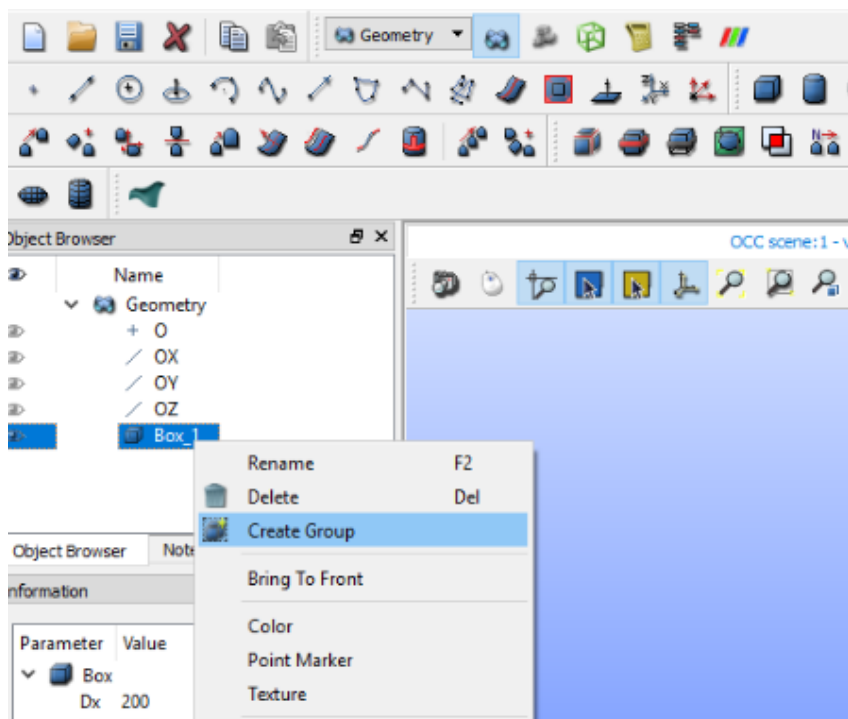 Geometry
Object Browser
OCC scene:1 - v
Name
Geometry
O
OX
OY
OZ
Box_1
Rename F2
Delete Del
Create Group
Bring To Front
Color
Point Marker
Texture
Object Browser Note
nformation
Parameter Value
Box
Dx 200